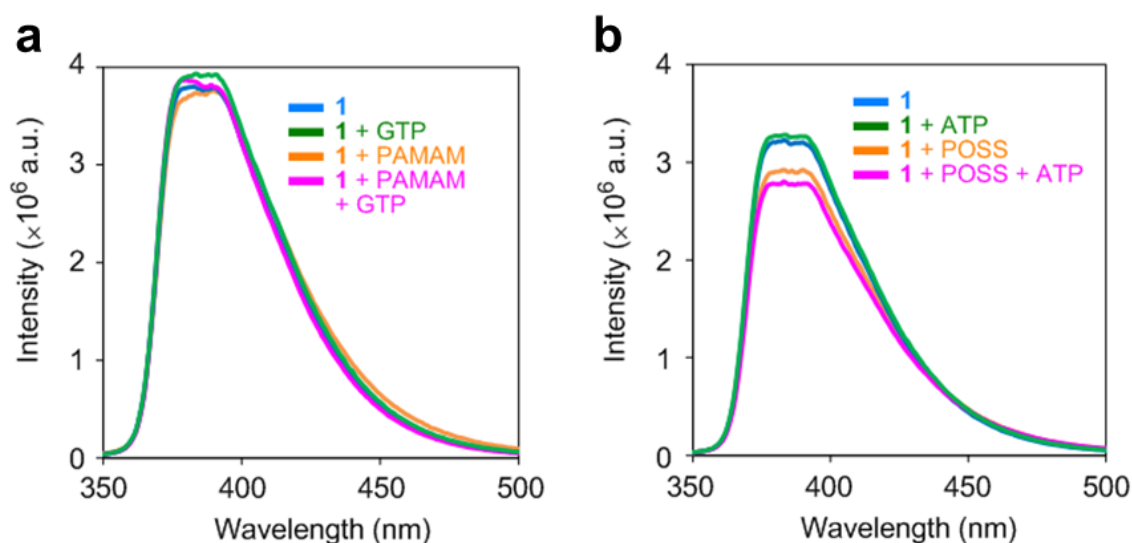 a
4
3
2
1
0
350
400
450
500
Intensity (×10⁶ a.u.)
Wavelength (nm)
1
1 + GTP
1 + PAMAM
1 + PAMAM
+ GTP
b
4
3
2
1
0
350
400
450
500
Intensity (×10⁶ a.u.)
Wavelength (nm)
1
1 + ATP
1 + POSS
1 + POSS + ATP